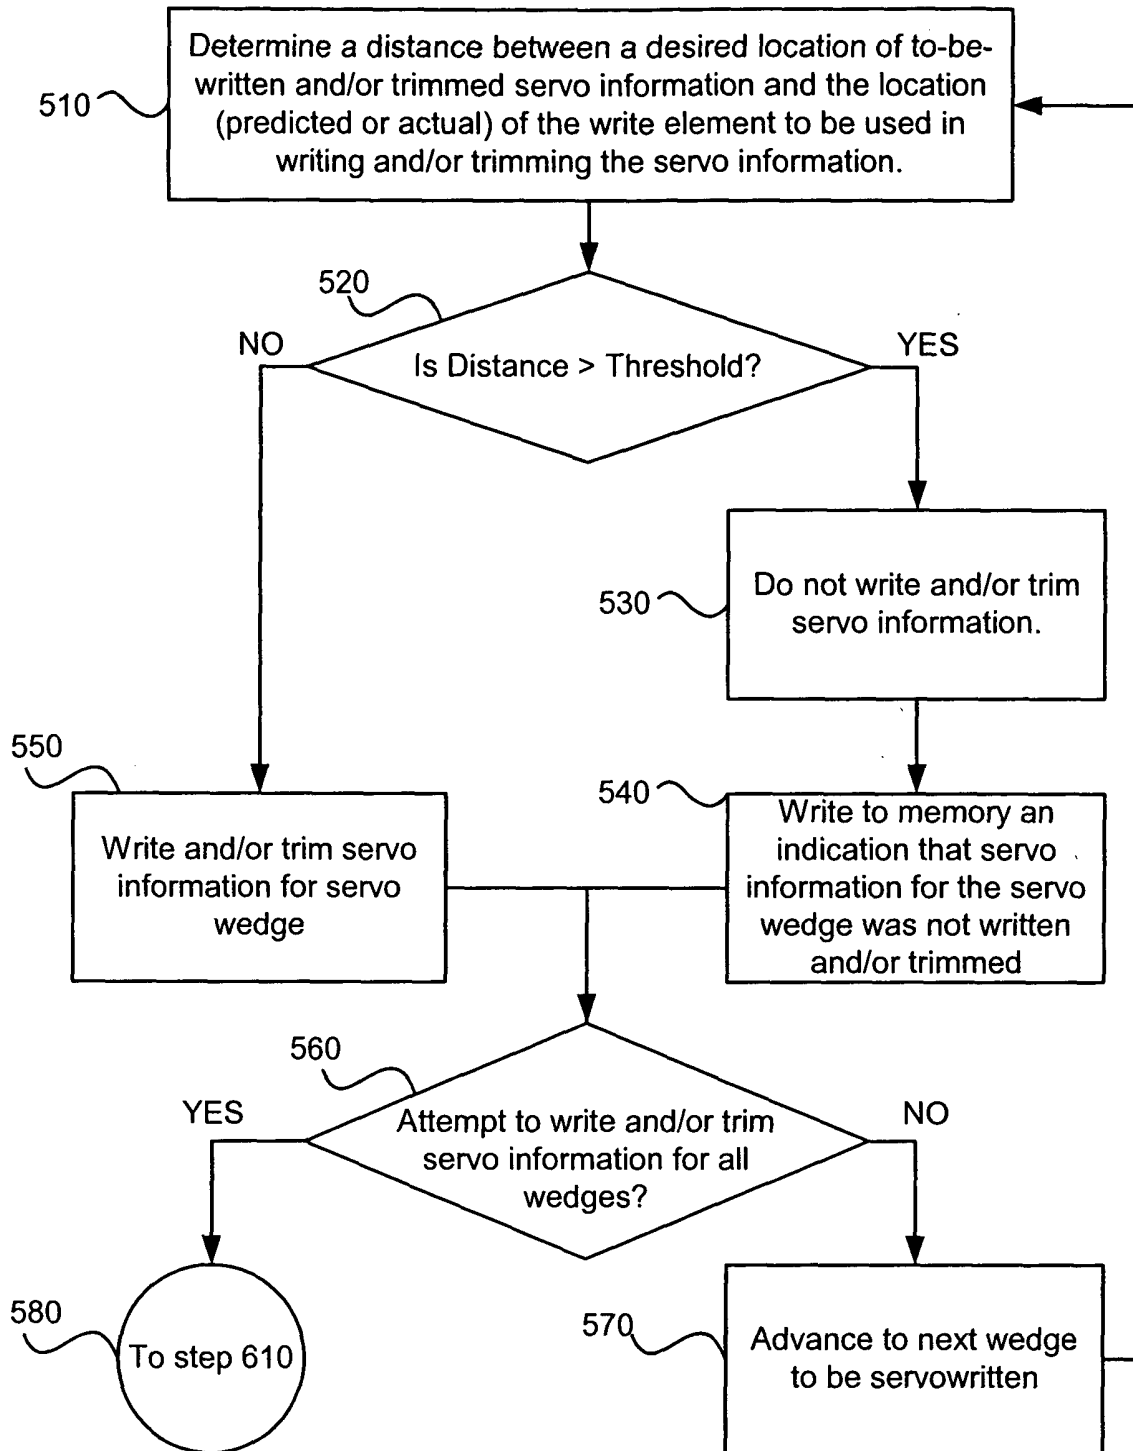 510
Determine a distance between a desired location of to-be-
written and/or trimmed servo information and the location
(predicted or actual) of the write element to be used in
writing and/or trimming the servo information.
520
NO
YES
Is Distance > Threshold?
530
Do not write and/or trim
servo information.
550
Write and/or trim servo
information for servo
wedge
540
Write to memory an
indication that servo
information for the servo
wedge was not written
and/or trimmed
560
YES
NO
Attempt to write and/or trim
servo information for all
wedges?
580
To step 610
570
Advance to next wedge
to be servowritten